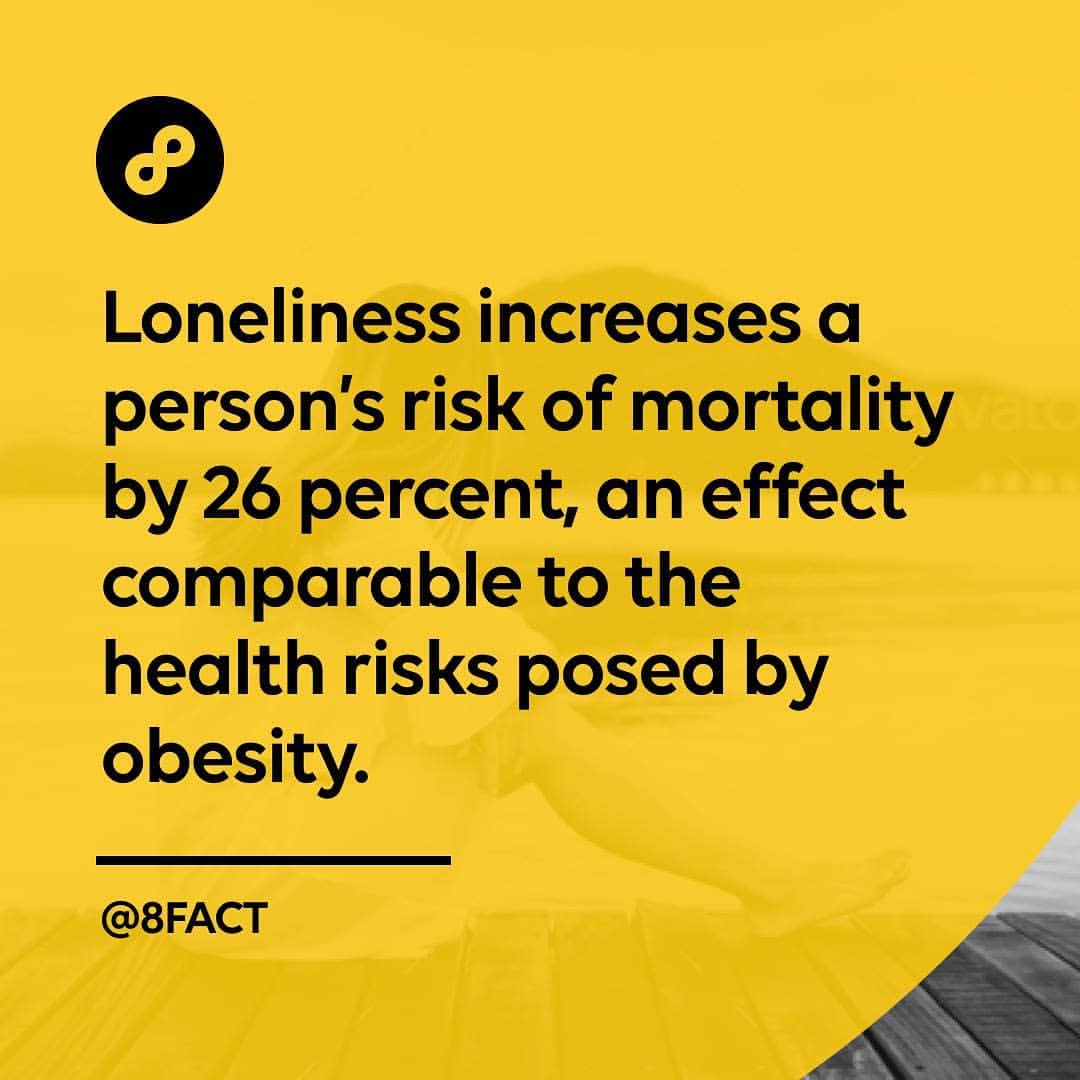 Loneliness increases a
person's risk of mortality
by 26 percent, an effect
comparable to the
health risks posed by
obesity.
@8FACT